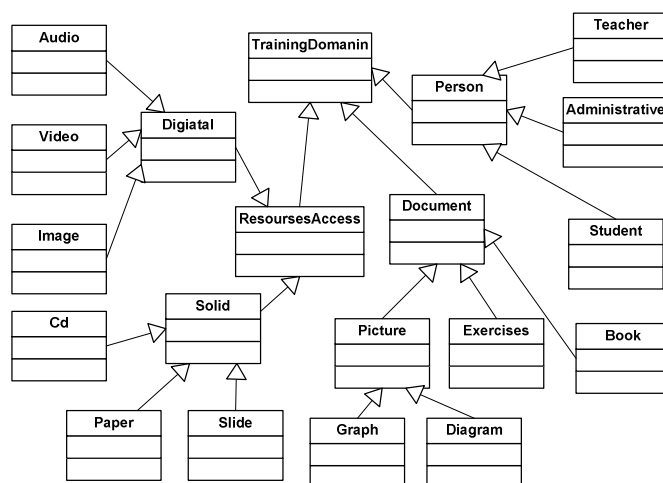 Teacher
Audio
TrainingDomanin
Person
Administrative
Video
Digiatal
Document
ResoursesAccess
Image
Student
Solid
Cd
Picture
Exercises
Book
Paper
Slide
Graph
Diagram